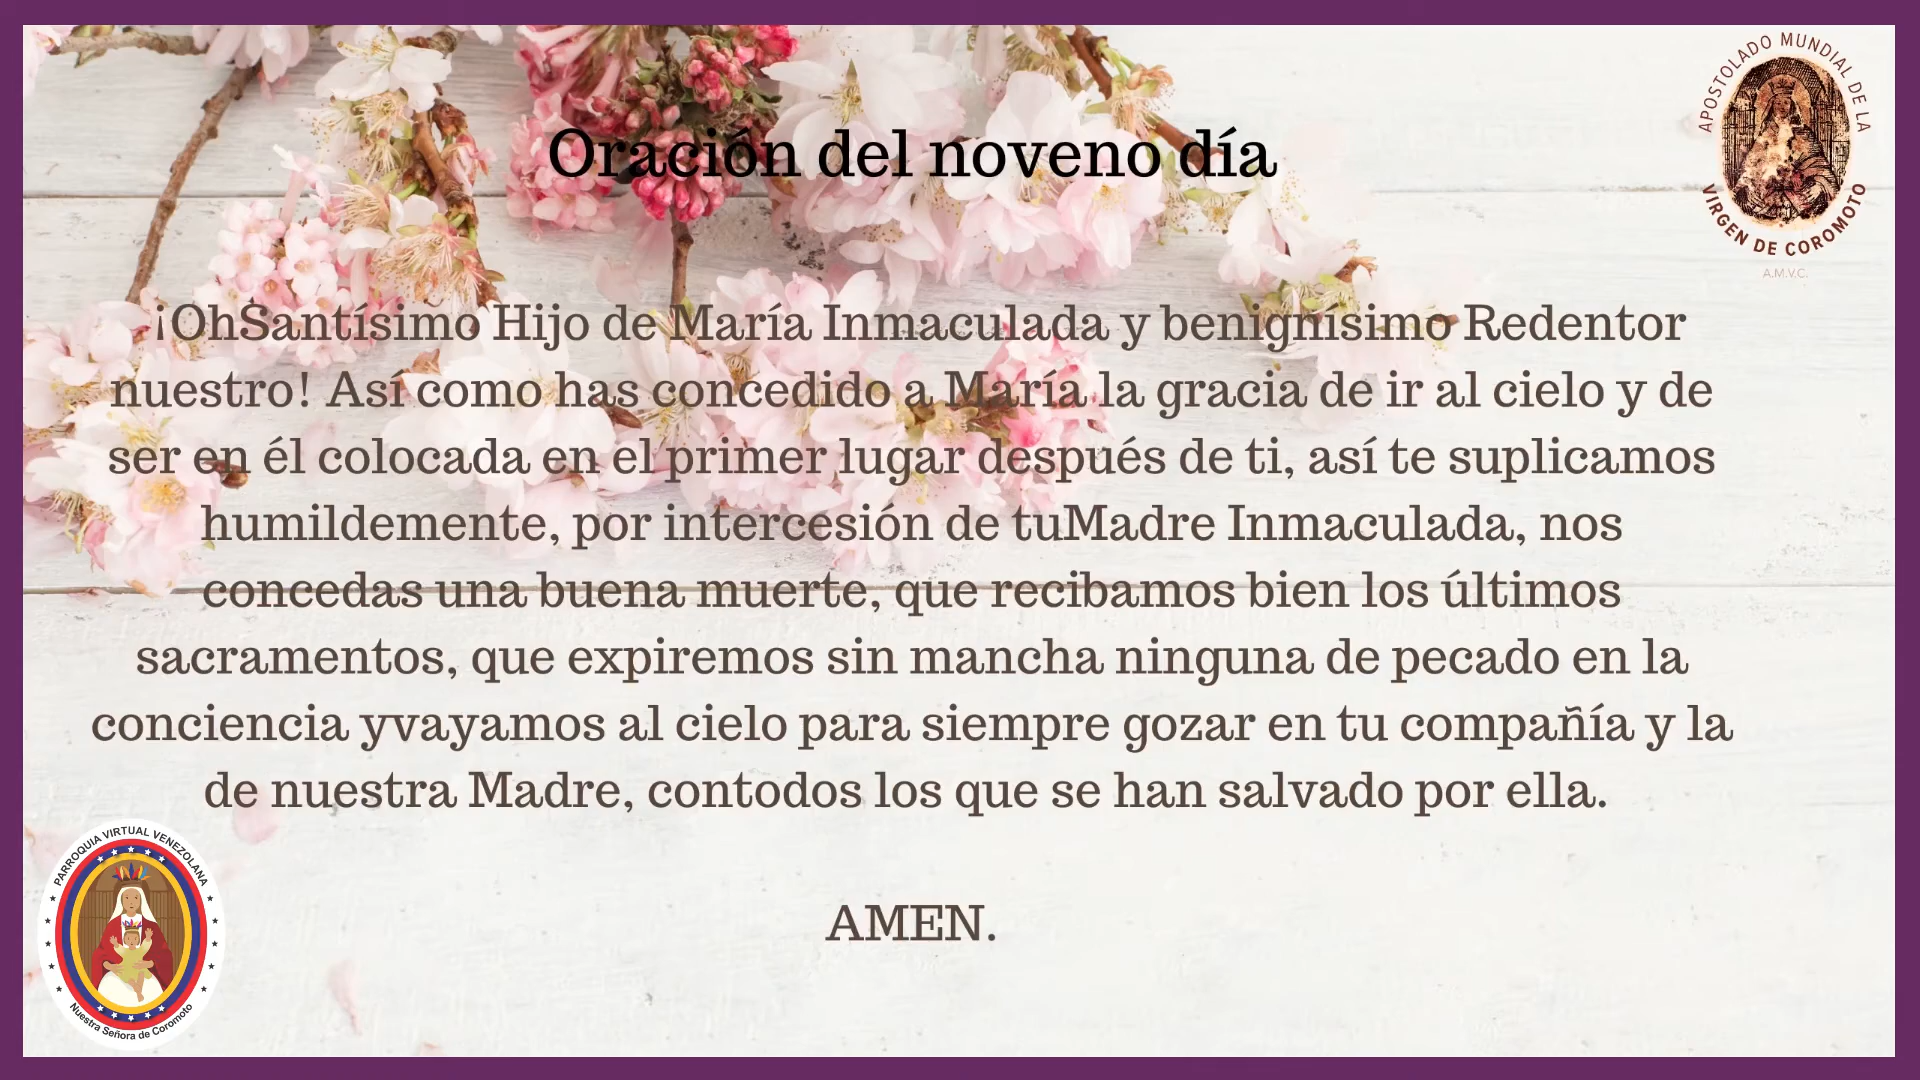 APOSTOLADO MUNDIAL DE LA
VIRGEN DE COROMOTO
A.M.V.C.
Oración del noveno día
¡OhSantísimo Hijo de María Inmaculada y benignísimo Redentor
nuestro! Así como has concedido a María la gracia de ir al cielo y de
ser en él colocada en el primer lugar después de ti, así te suplicamos
humildemente, por intercesión de tuMadre Inmaculada, nos
concedas una buena muerte, que recibamos bien los últimos
sacramentos, que expiremos sin mancha ninguna de pecado en la
conciencia yvayamos al cielo para siempre gozar en tu compañía y la
de nuestra Madre, contodos los que se han salvado por ella.
AMEN.
PARROQUIA VIRTUAL VENEZOLANA
Nuestra Señora de Coromoto